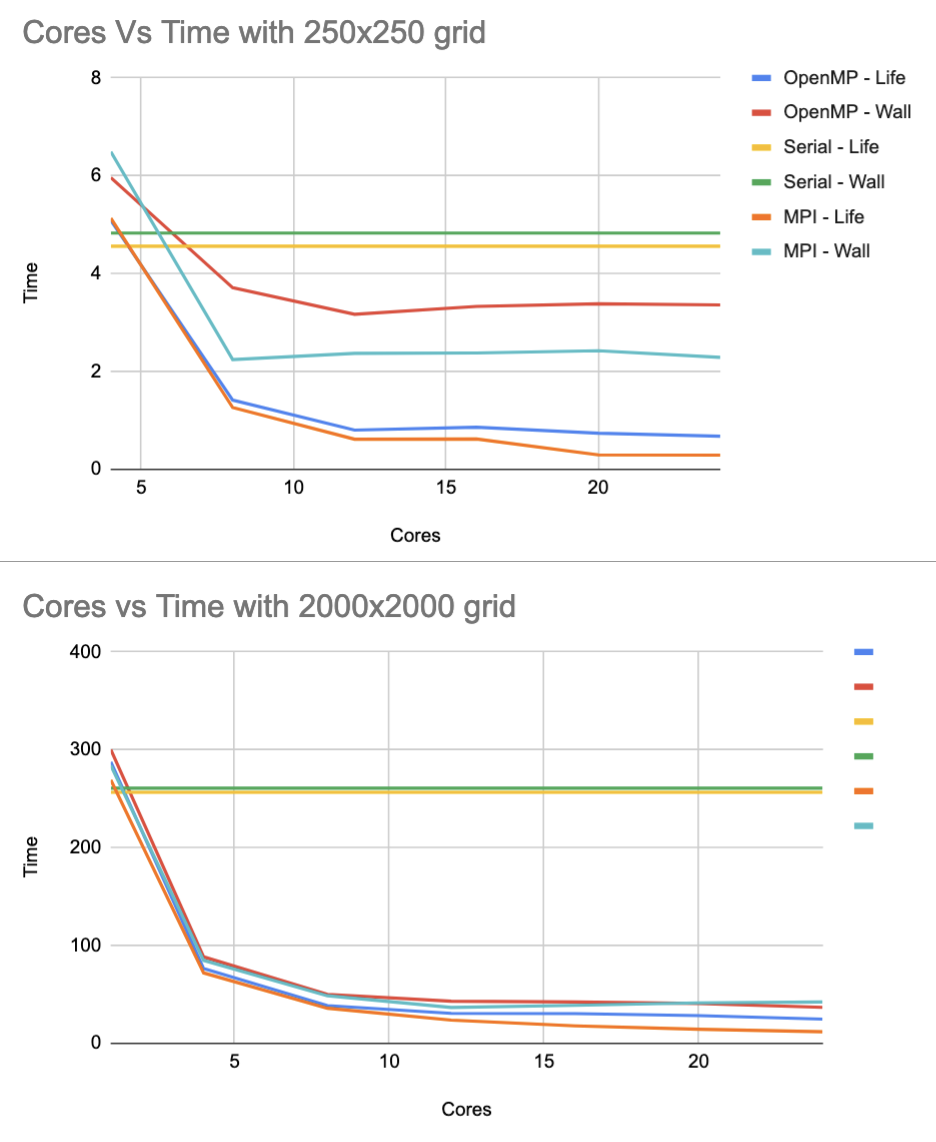 Cores Vs Time with 250x250 grid
8
6
4
2
0
Time
5 10 15 20
Cores
OpenMP - Life
OpenMP - Wall
Serial - Life
Serial - Wall
MPI - Life
MPI - Wall
Cores vs Time with 2000x2000 grid
400
300
200
100
0
Time
5 10 15 20
Cores